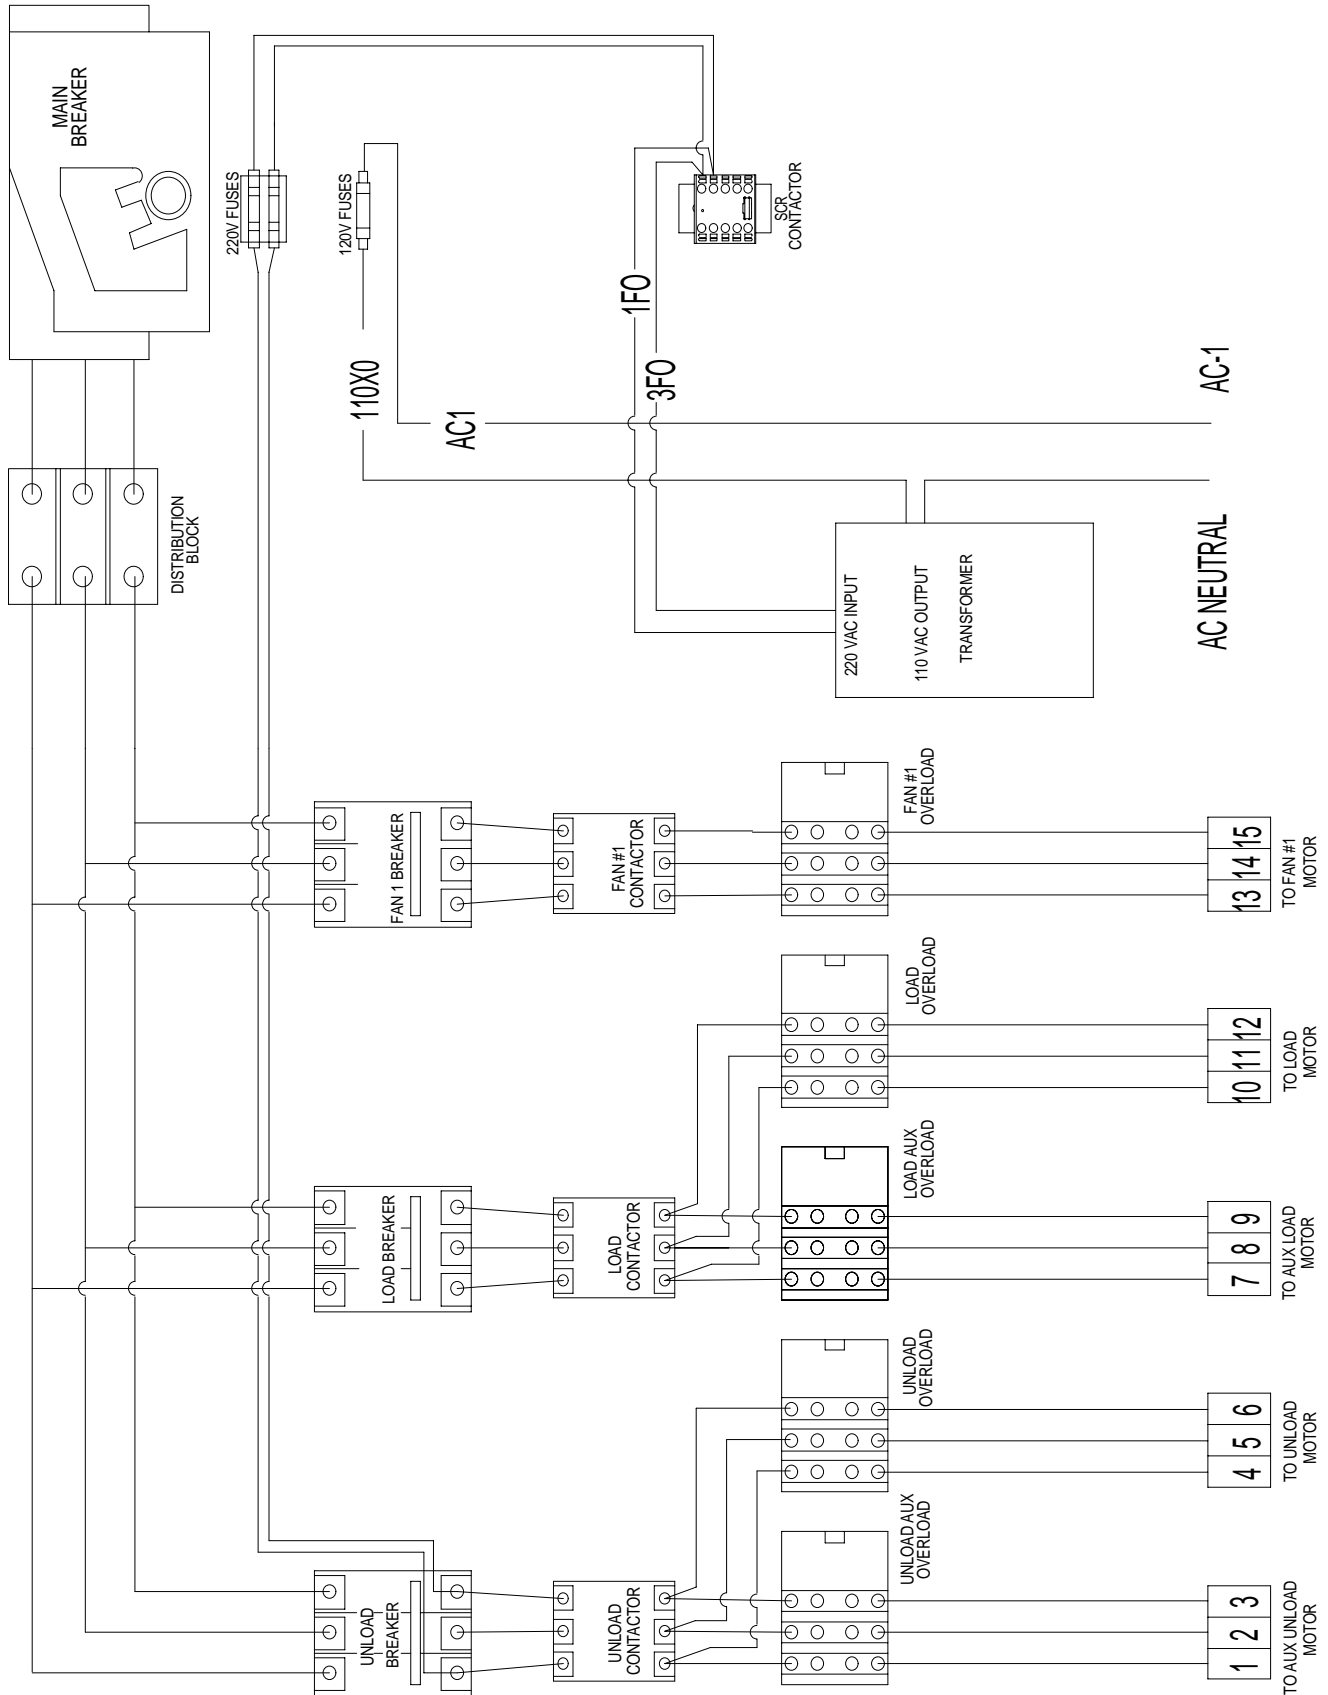 MAIN
BREAKER
220V FUSES
120V FUSES
SCR
CONTACTOR
1FO
3FO
110X0
AC1
AC-1
DISTRIBUTION
BLOCK
220 VAC INPUT
110 VAC OUTPUT
TRANSFORMER
AC NEUTRAL
FAN 1 BREAKER
FAN #1
CONTACTOR
FAN #1
OVERLOAD
13 14 15
TO FAN #1
MOTOR
LOAD
OVERLOAD
10 11 12
TO LOAD
MOTOR
LOAD BREAKER
LOAD
CONTACTOR
LOAD AUX
OVERLOAD
7 8 9
TO AUX LOAD
MOTOR
UNLOAD
OVERLOAD
4 5 6
TO UNLOAD
MOTOR
UNLOAD
BREAKER
UNLOAD
CONTACTOR
UNLOAD AUX
OVERLOAD
1 2 3
TO AUX UNLOAD
MOTOR